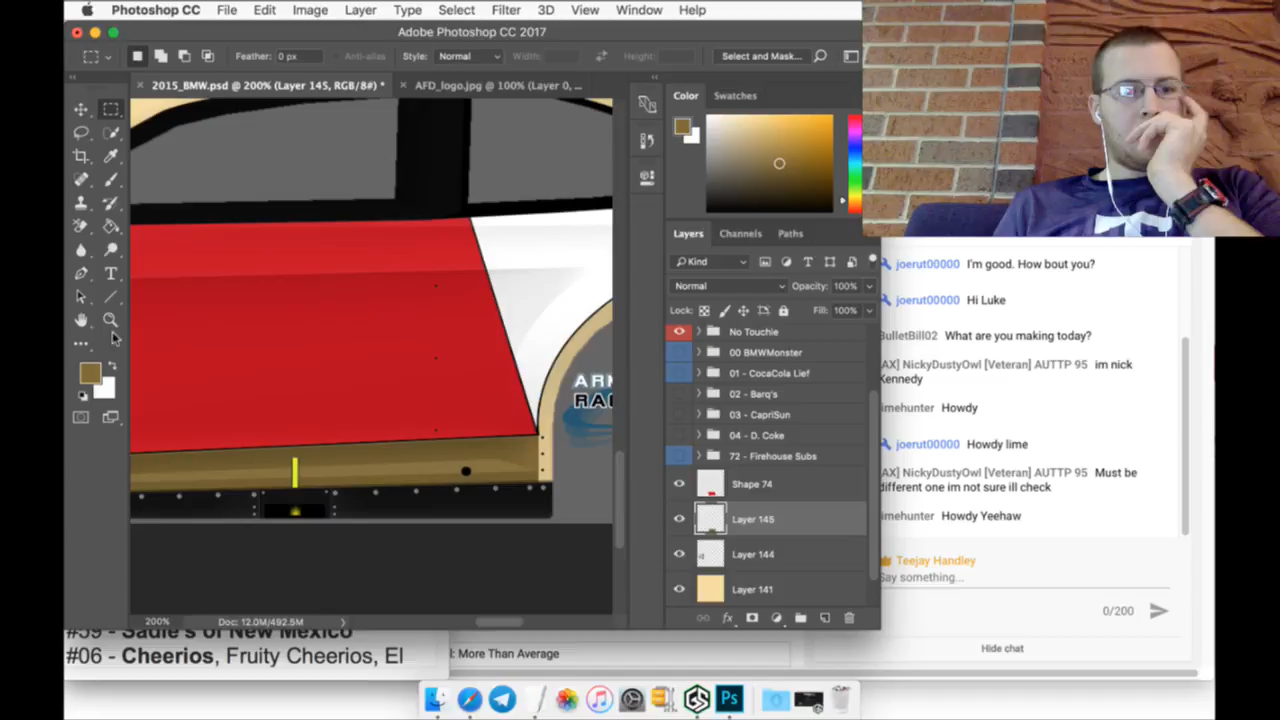 Photoshop CC File Edit Image Layer Type Select Filter 3D View Window Help
Adobe Photoshop CC 2017
Feather: 0 px Anti-alias Style: Normal Width: Height: Select and Mask...
× 2015_BMW.psd @ 200% (Layer 145, RGB/8#) * × AFD_logo.jpg @ 100% (Layer 0, ...
Color Swatches
Layers Channels Paths
Kind
Normal Opacity: 100%
Lock: Fill: 100%
No Touchie
00 BMWMonster
01 - CocaCola Lief
02 - Barq's
03 - CapriSun
04 - D. Coke
72 - Firehouse Subs
Shape 74
Layer 145
Layer 144
Layer 141
200% Doc: 12.0M/492.5M
joerut00000 I'm good. How bout you?
joerut00000 Hi Luke
BulletBill02 What are you making today?
AX] NickyDustyOwl [Veteran] AUTTP 95 im nick
Kennedy
imehunter Howdy
joerut00000 Howdy lime
AX] NickyDustyOwl [Veteran] AUTTP 95 Must be
different one im not sure ill check
imehunter Howdy Yeehaw
Teejay Handley
Say something...
0/200
Hide chat
#59 - Sadie's of New Mexico
#06 - Cheerios, Fruity Cheerios, El
l: More Than Average
Ps